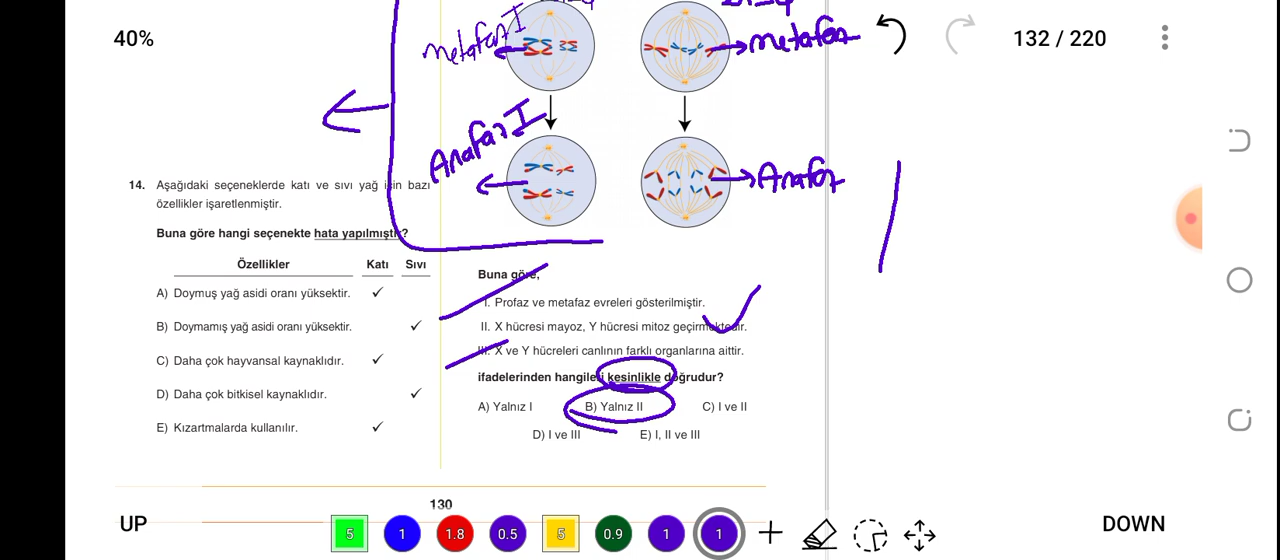 40%
132 / 220
metafaz I
metafaz
Anafaz I
Anafaz
14. Aşağıdaki seçeneklerde katı ve sıvı yağ için bazı
özellikler işaretlenmiştir.
Buna göre hangi seçenekte hata yapılmıştır?
Özellikler Katı Sıvı
A) Doymuş yağ asidi oranı yüksektir. ✓
B) Doymamış yağ asidi oranı yüksektir. ✓
C) Daha çok hayvansal kaynaklıdır. ✓
D) Daha çok bitkisel kaynaklıdır. ✓
E) Kızartmalarda kullanılır. ✓
Buna göre,
I. Profaz ve metafaz evreleri gösterilmiştir.
II. X hücresi mayoz, Y hücresi mitoz geçirmektedir.
III. X ve Y hücreleri canlının farklı organlarına aittir.
ifadelerinden hangileri kesinlikle doğrudur?
A) Yalnız I B) Yalnız II C) I ve II
D) I ve III E) I, II ve III
130
UP
5 1 1.8 0.5 5 0.9 1 1
DOWN